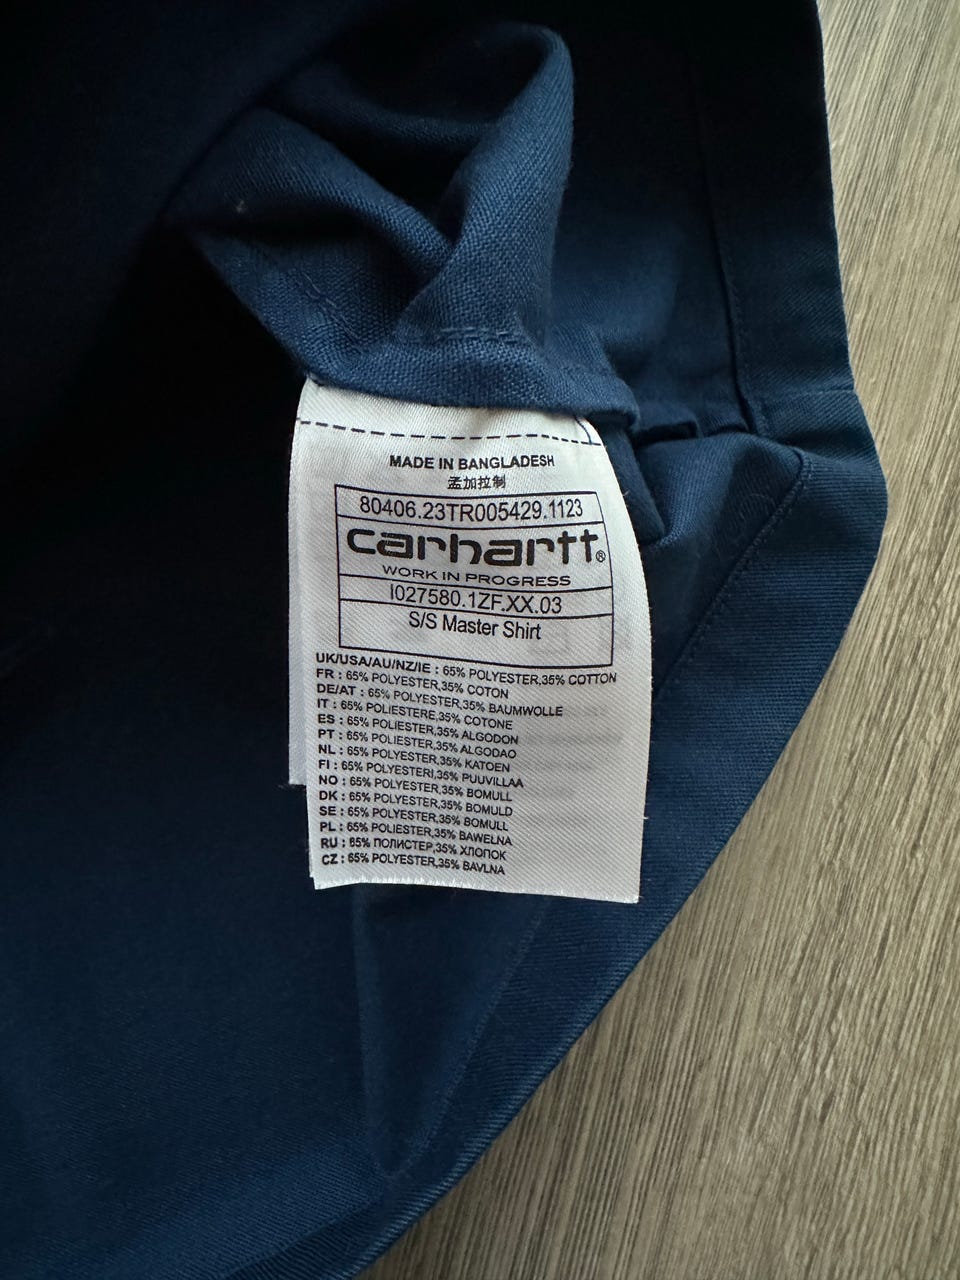 MADE IN BANGLADESH
孟加拉制
80406.23TR005429.1123
carhartt®
WORK IN PROGRESS
I027580.1ZF.XX.03
S/S Master Shirt
UK/USA/AU/NZ/IE : 65% POLYESTER,35% COTTON
FR : 65% POLYESTER,35% COTON
DE/AT : 65% POLYESTER,35% BAUMWOLLE
IT : 65% POLIESTERE,35% COTONE
ES : 65% POLIESTER,35% ALGODON
PT : 65% POLIESTER,35% ALGODAO
NL : 65% POLYESTER,35% KATOEN
FI : 65% POLYESTERI,35% PUUVILLAA
NO : 65% POLYESTER,35% BOMULL
DK : 65% POLYESTER,35% BOMULD
SE : 65% POLYESTER,35% BOMULL
PL : 65% POLIESTER,35% BAWEŁNA
RU : 65% ПОЛИСТЕР,35% ХЛОПОК
CZ : 65% POLYESTER,35% BAVLNA